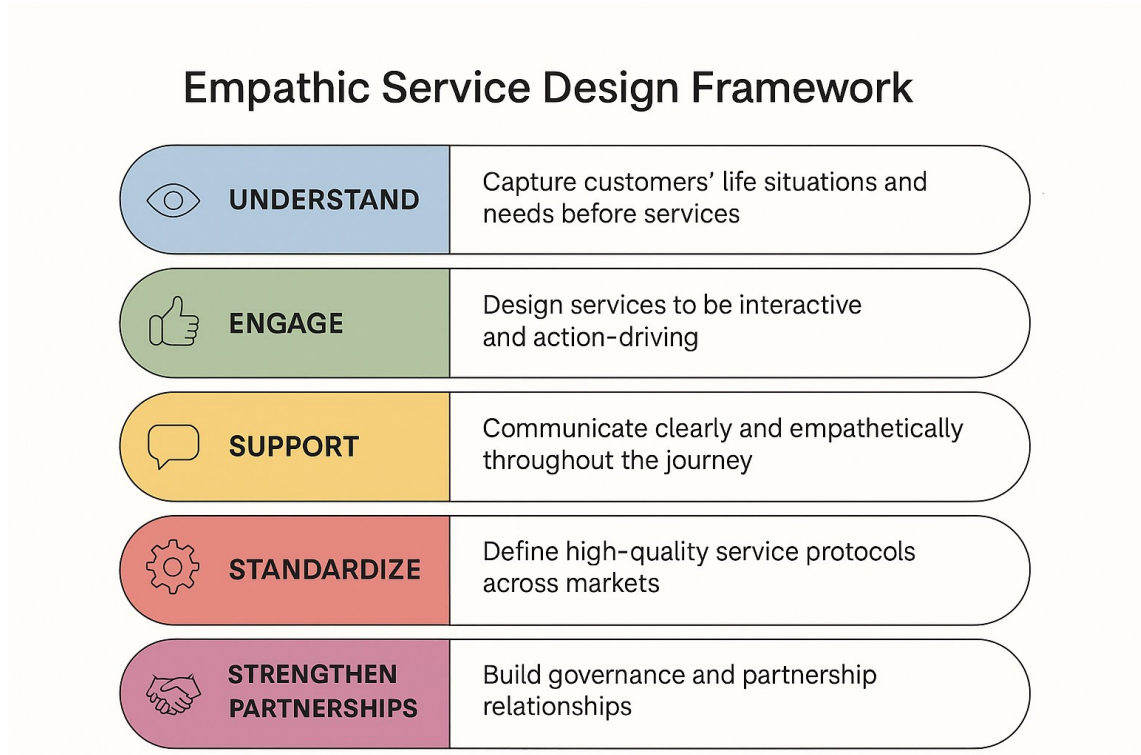 Empathic Service Design Framework
UNDERSTAND
Capture customers’ life situations and
needs before services
ENGAGE
Design services to be interactive
and action-driving
SUPPORT
Communicate clearly and empathetically
throughout the journey
STANDARDIZE
Define high-quality service protocols
across markets
STRENGTHEN
PARTNERSHIPS
Build governance and partnership
relationships